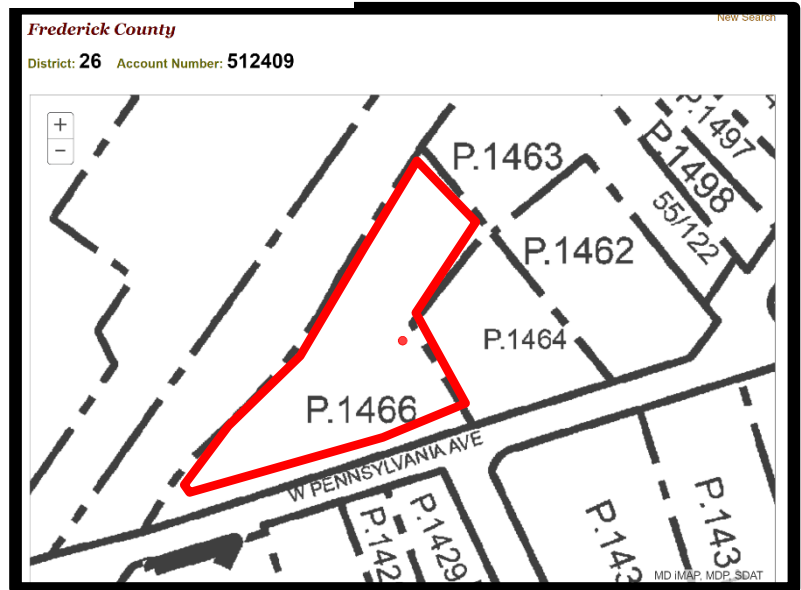 New Search
Frederick County
District: 26 Account Number: 512409
+
−
P.1497
P.1463
P.1498
55/122
P.1462
P.1464
P.1466
W PENNSYLVANIA AVE
P.142
P.1429
P.143
P.143
MD iMAP, MDP, SDAT